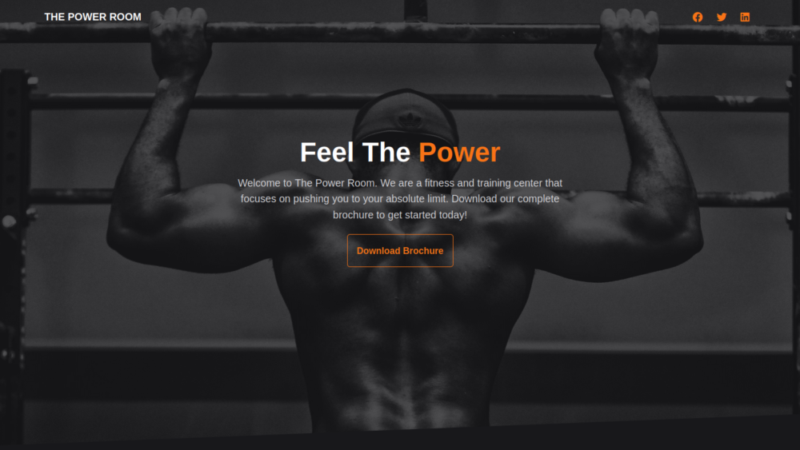 THE POWER ROOM
Feel The Power
Welcome to The Power Room. We are a fitness and training center that
focuses on pushing you to your absolute limit. Download our complete
brochure to get started today!
Download Brochure